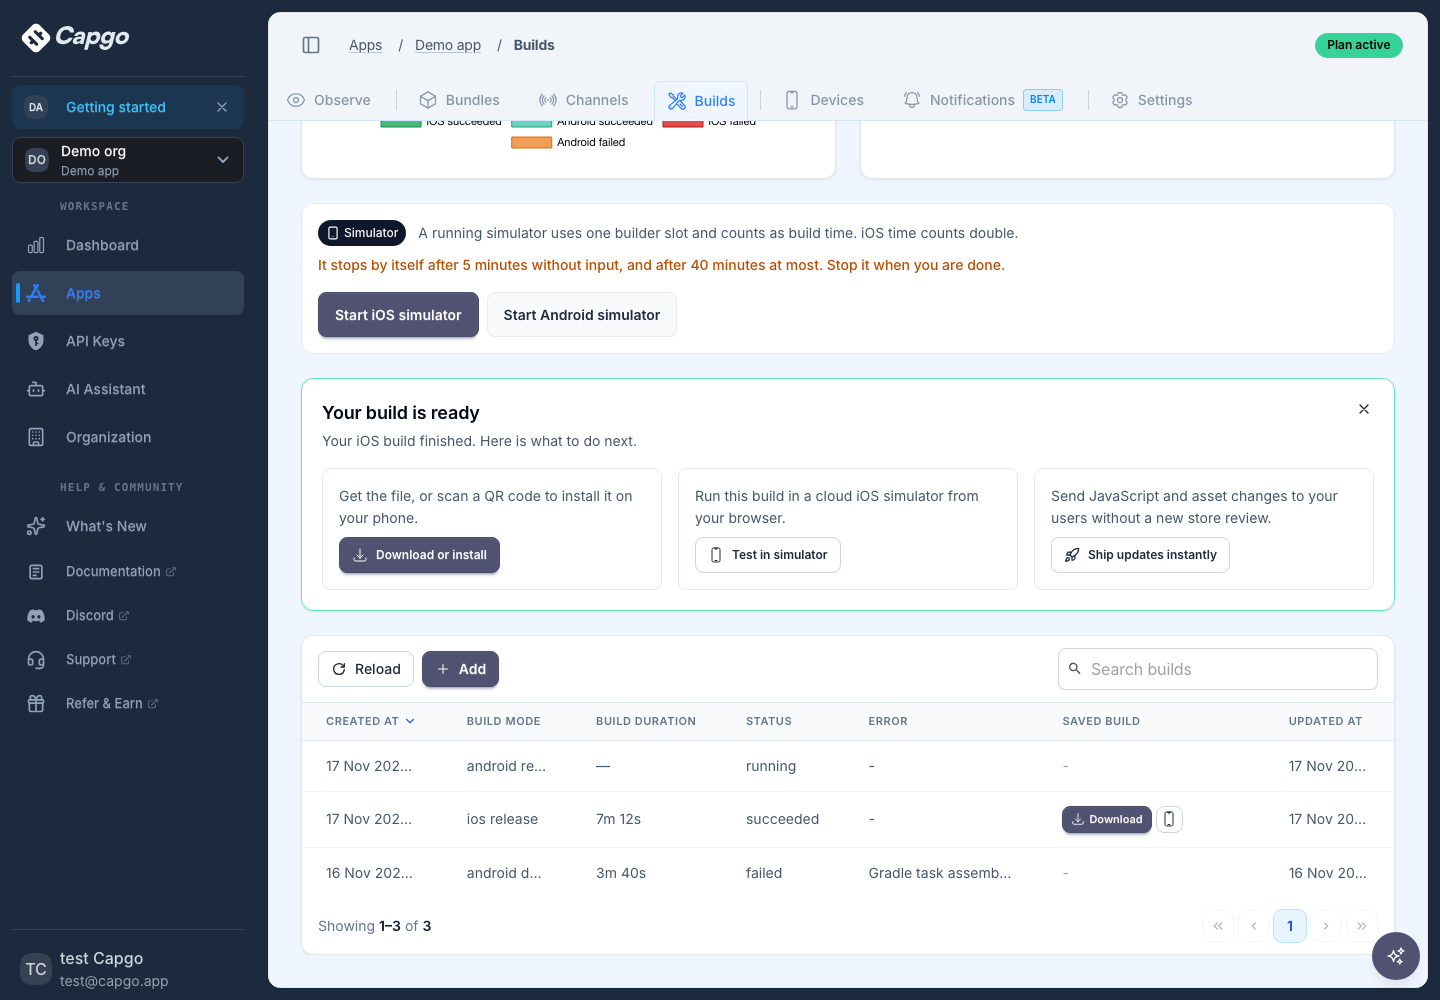 Capgo
Apps / Demo app / Builds
Plan active
DA Getting started
DO Demo org
Demo app
WORKSPACE
Dashboard
Apps
API Keys
AI Assistant
Organization
HELP & COMMUNITY
What's New
Documentation
Discord
Support
Refer & Earn
TC test Capgo
test@capgo.app
Observe
Bundles
Channels
Builds
Devices
Notifications BETA
Settings
iOS succeeded Android succeeded iOS failed
Android failed
Simulator A running simulator uses one builder slot and counts as build time. iOS time counts double.
It stops by itself after 5 minutes without input, and after 40 minutes at most. Stop it when you are done.
Start iOS simulator Start Android simulator
Your build is ready
Your iOS build finished. Here is what to do next.
Get the file, or scan a QR code to install it on
your phone.
Download or install
Run this build in a cloud iOS simulator from
your browser.
Test in simulator
Send JavaScript and asset changes to your
users without a new store review.
Ship updates instantly
Reload + Add Search builds
CREATED AT BUILD MODE BUILD DURATION STATUS ERROR SAVED BUILD UPDATED AT
17 Nov 202... android re... — running - - 17 Nov 20...
17 Nov 202... ios release 7m 12s succeeded - Download 17 Nov 20...
16 Nov 202... android d... 3m 40s failed Gradle task assemb... - 16 Nov 20...
Showing 1–3 of 3 « ‹ 1 › »